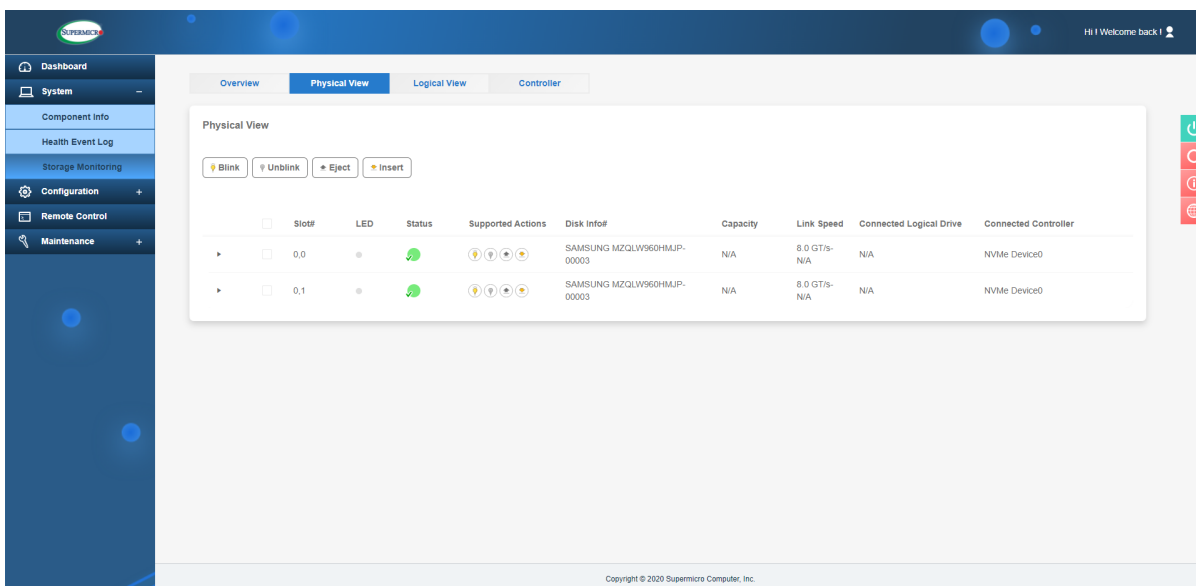 SUPERMICR
Hi ! Welcome back !
Dashboard
System −
Component Info
Health Event Log
Storage Monitoring
Configuration +
Remote Control
Maintenance +
Overview Physical View Logical View Controller
Physical View
Blink Unblink Eject Insert
Slot# LED Status Supported Actions Disk Info# Capacity Link Speed Connected Logical Drive Connected Controller
0,0 SAMSUNG MZQLW960HMJP- N/A 8.0 GT/s- N/A NVMe Device0
00003 N/A
0,1 SAMSUNG MZQLW960HMJP- N/A 8.0 GT/s- N/A NVMe Device0
00003 N/A
Copyright © 2020 Supermicro Computer, Inc.